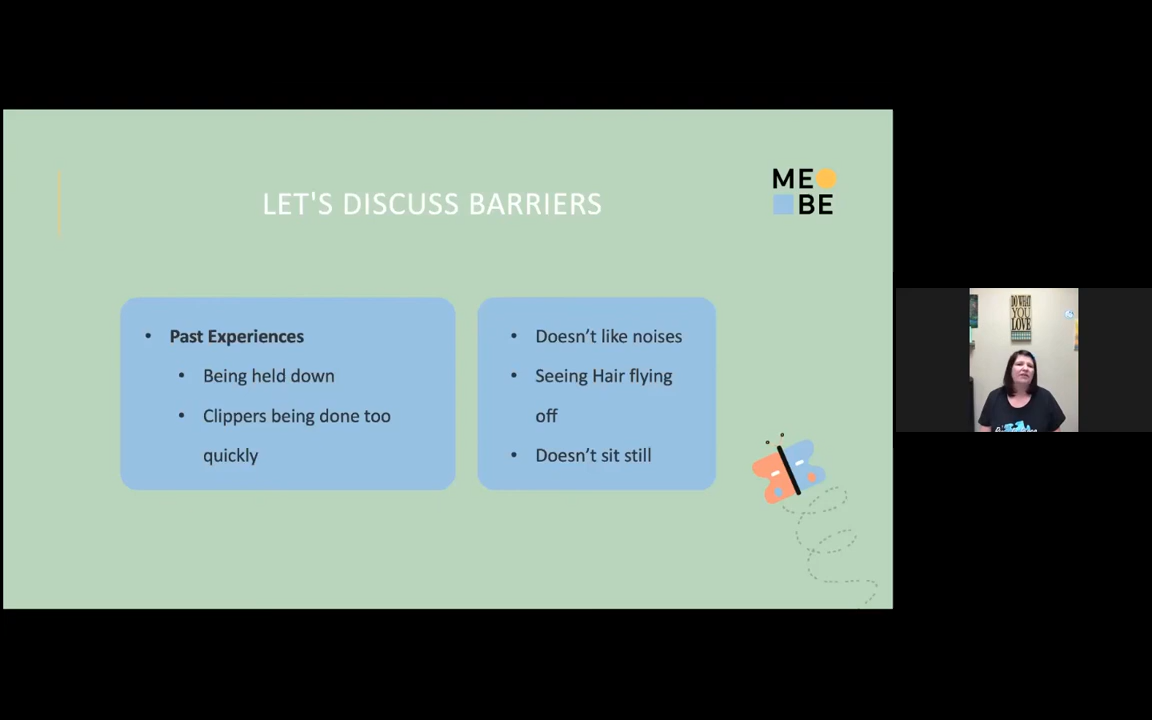 LET'S DISCUSS BARRIERS
ME
BE
• Past Experiences
• Being held down
• Clippers being done too
quickly
• Doesn’t like noises
• Seeing Hair flying
off
• Doesn’t sit still
DO WHAT
YOU
LOVE